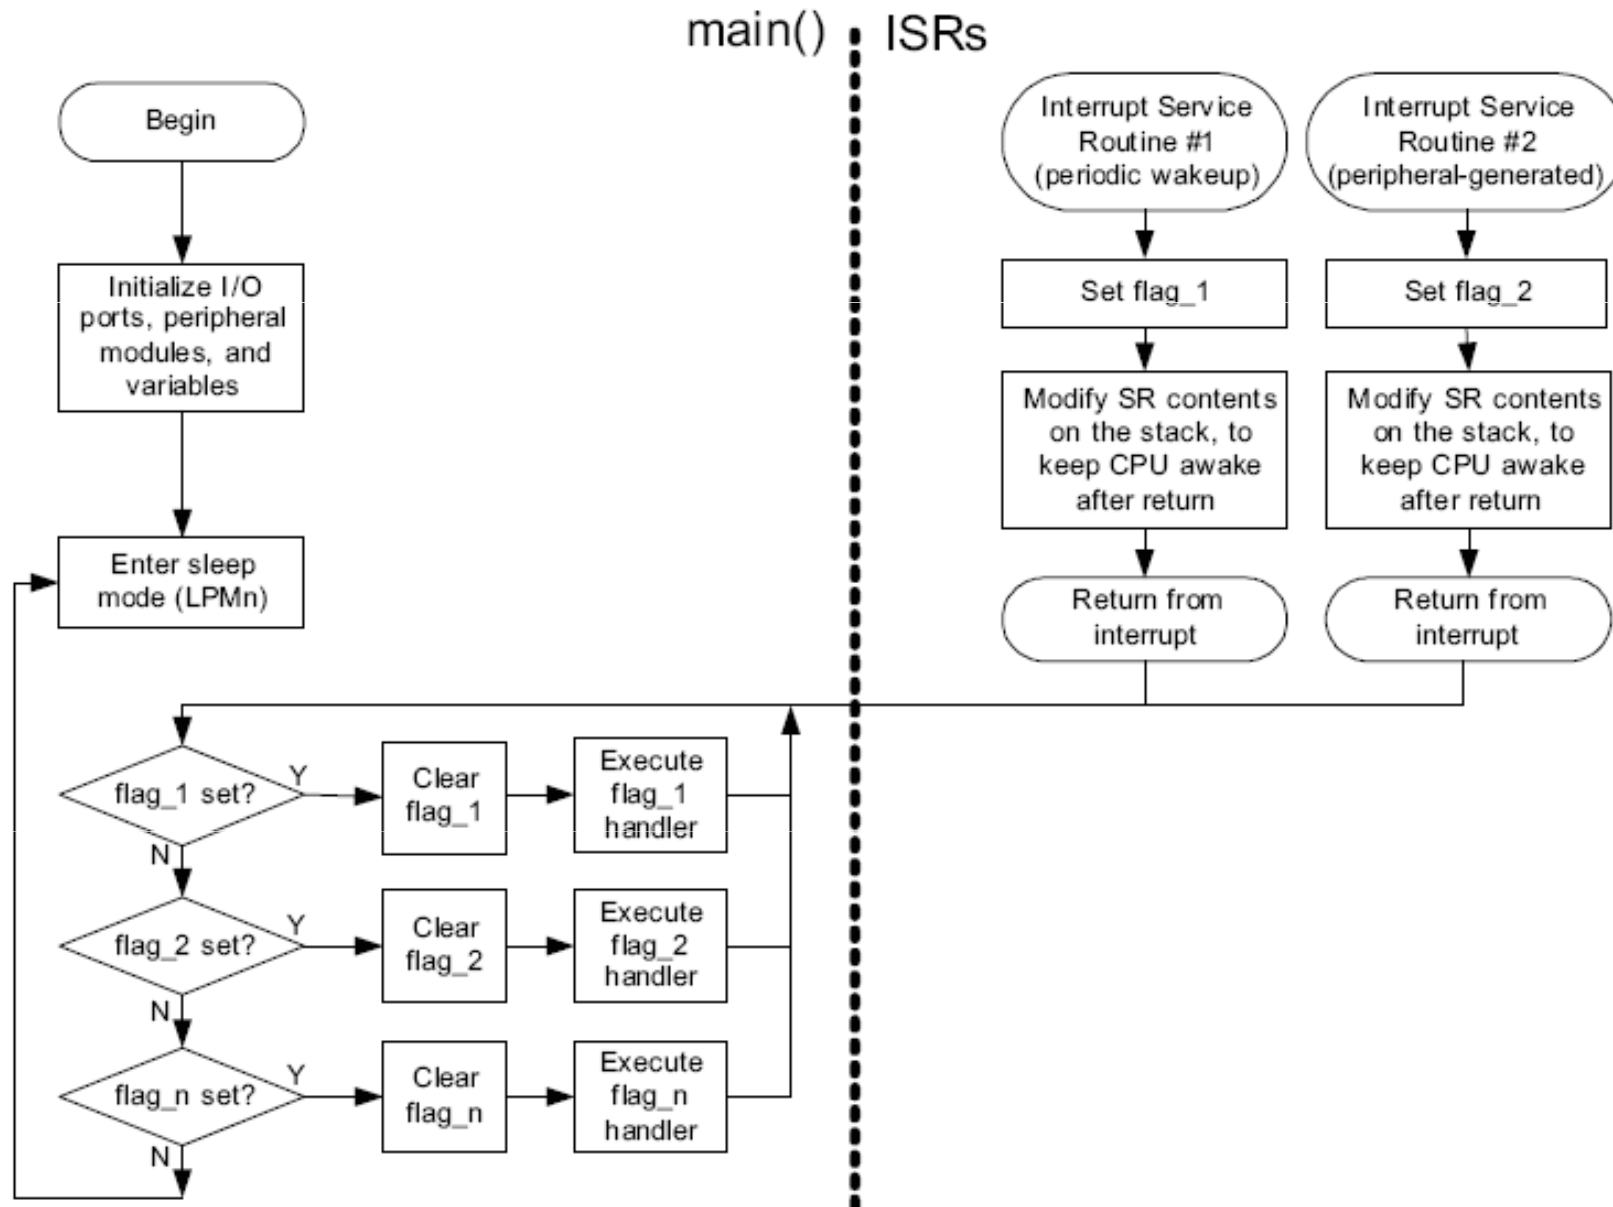 main()
ISRs
Begin
Initialize I/O
ports, peripheral
modules, and
variables
Enter sleep
mode (LPMn)
flag_1 set?
Y
N
Clear
flag_1
Execute
flag_1
handler
flag_2 set?
Y
N
Clear
flag_2
Execute
flag_2
handler
flag_n set?
Y
N
Clear
flag_n
Execute
flag_n
handler
Interrupt Service
Routine #1
(periodic wakeup)
Set flag_1
Modify SR contents
on the stack, to
keep CPU awake
after return
Return from
interrupt
Interrupt Service
Routine #2
(peripheral-generated)
Set flag_2
Modify SR contents
on the stack, to
keep CPU awake
after return
Return from
interrupt